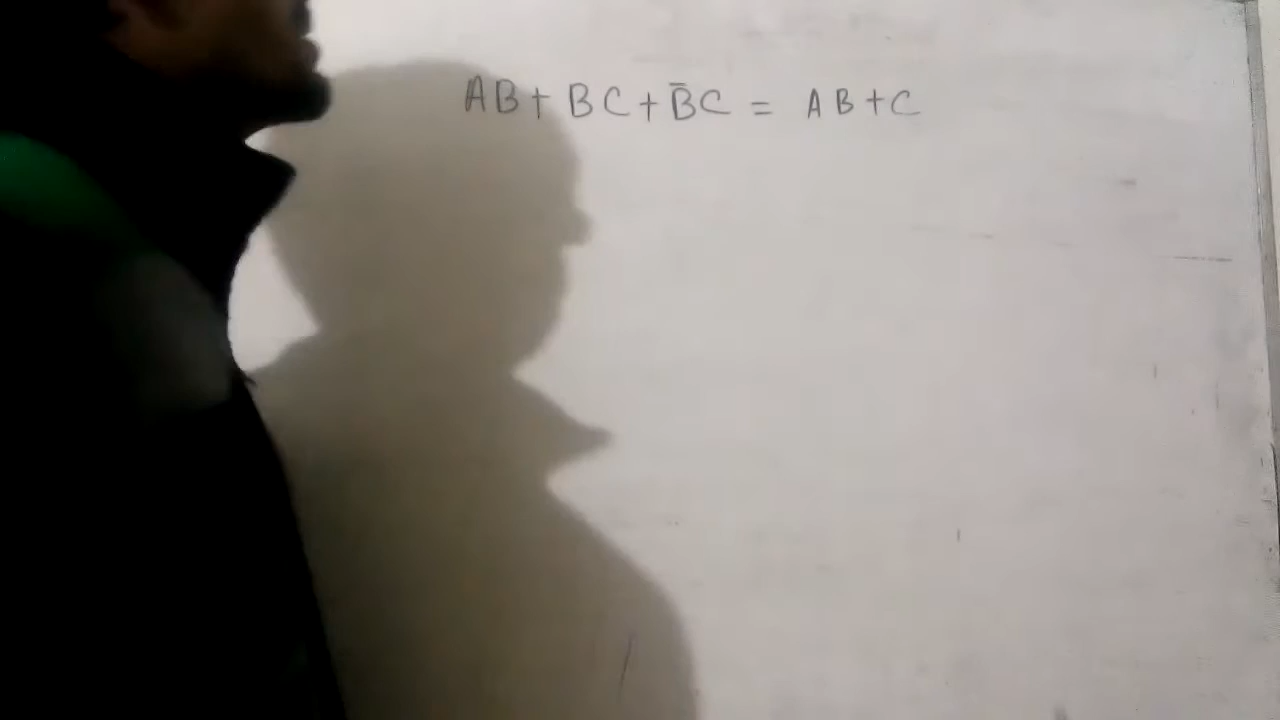 AB + BC + B̅C = AB + C